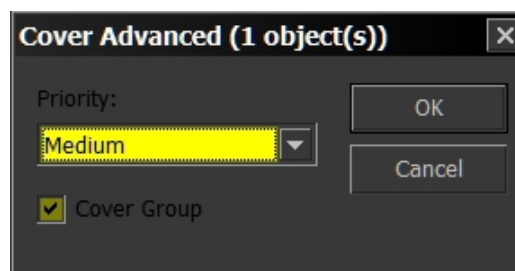 Cover Advanced (1 object(s))
Priority:
OK
Medium
Cancel
Cover Group